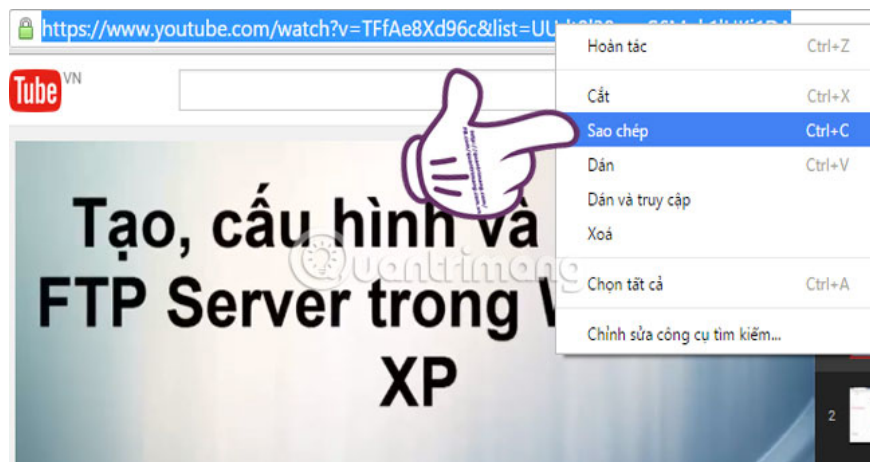 https://www.youtube.com/watch?v=TFfAe8Xd96c&list=UU
Tube VN
Hoàn tác Ctrl+Z
Cắt Ctrl+X
Sao chép Ctrl+C
Dán Ctrl+V
Dán và truy cập
Xoá
Chọn tất cả Ctrl+A
Chỉnh sửa công cụ tìm kiếm...
Tạo, cấu hình và
FTP Server trong
XP
Quantrimang
2